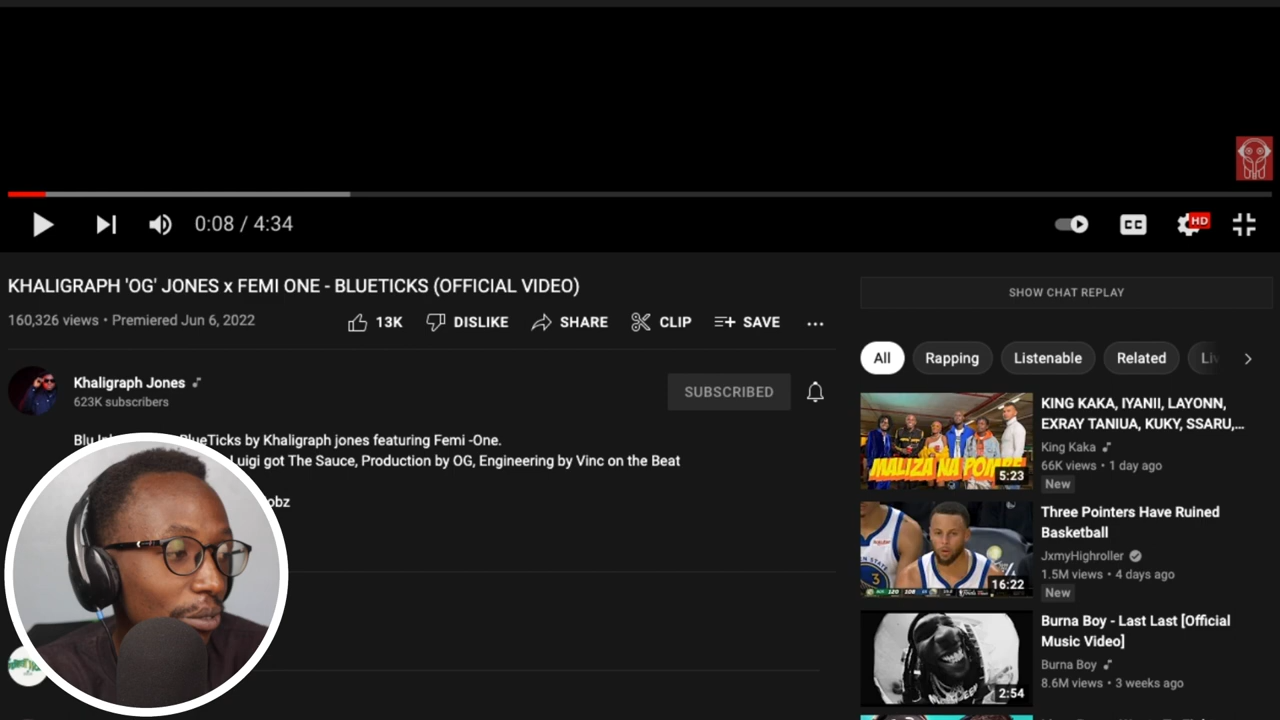 0:08 / 4:34
CC
HD
KHALIGRAPH 'OG' JONES x FEMI ONE - BLUETICKS (OFFICIAL VIDEO)
160,326 views • Premiered Jun 6, 2022
13K
DISLIKE
SHARE
CLIP
SAVE
Khaligraph Jones
623K subscribers
SUBSCRIBED
BlueTicks by Khaligraph jones featuring Femi -One.
Luigi got The Sauce, Production by OG, Engineering by Vinc on the Beat
SHOW CHAT REPLAY
All
Rapping
Listenable
Related
MALIZA NA POMBE
5:23
KING KAKA, IYANII, LAYONN,
EXRAY TANIUA, KUKY, SSARU,...
King Kaka
66K views • 1 day ago
New
16:22
Three Pointers Have Ruined
Basketball
JxmyHighroller
1.5M views • 4 days ago
New
2:54
Burna Boy - Last Last [Official
Music Video]
Burna Boy
8.6M views • 3 weeks ago